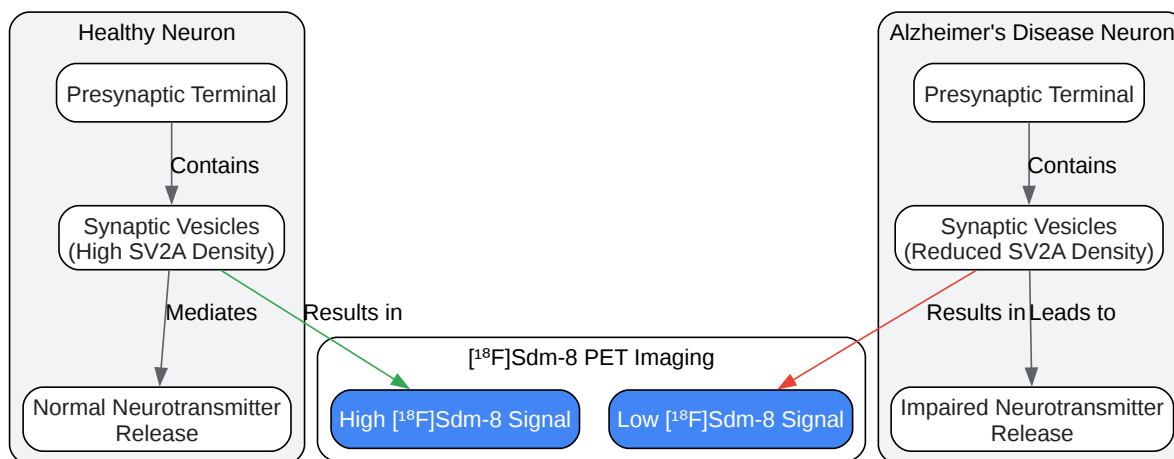 Healthy Neuron
Presynaptic Terminal
Contains
Synaptic Vesicles
(High SV2A Density)
Mediates
Results in
Normal Neurotransmitter
Release
[¹⁸F]Sdm-8 PET Imaging
High [¹⁸F]Sdm-8 Signal
Low [¹⁸F]Sdm-8 Signal
Alzheimer's Disease Neuron
Presynaptic Terminal
Contains
Synaptic Vesicles
(Reduced SV2A Density)
Results in
Leads to
Impaired Neurotransmitter
Release